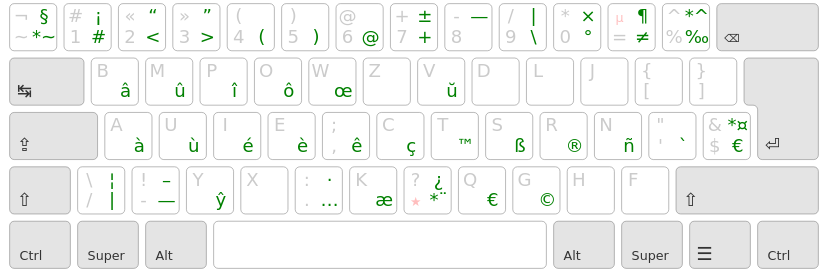 ¬ § # ¡ « “ » ” ( ) @ + ± - — / | * × µ ¶ ^ *^
~ *~ 1 # 2 < 3 > 4 ( 5 ) 6 @ 7 + 8 9 \ 0 ° = ≠ % ‰ ⌫
B M P O W Z V D L J { }
↹ â û î ô œ ŭ [ ]
A U I E ; C T S R N " & *¤
⇪ à ù é è , ê ç ™ ß ® ñ ' ` $ € ⏎
\ ¦ ! – Y X : · K ? ¿ Q G H F
⇧ / | - — ŷ . … æ ★ *¨ € © ⇧
Ctrl Super Alt Alt Super ☰ Ctrl